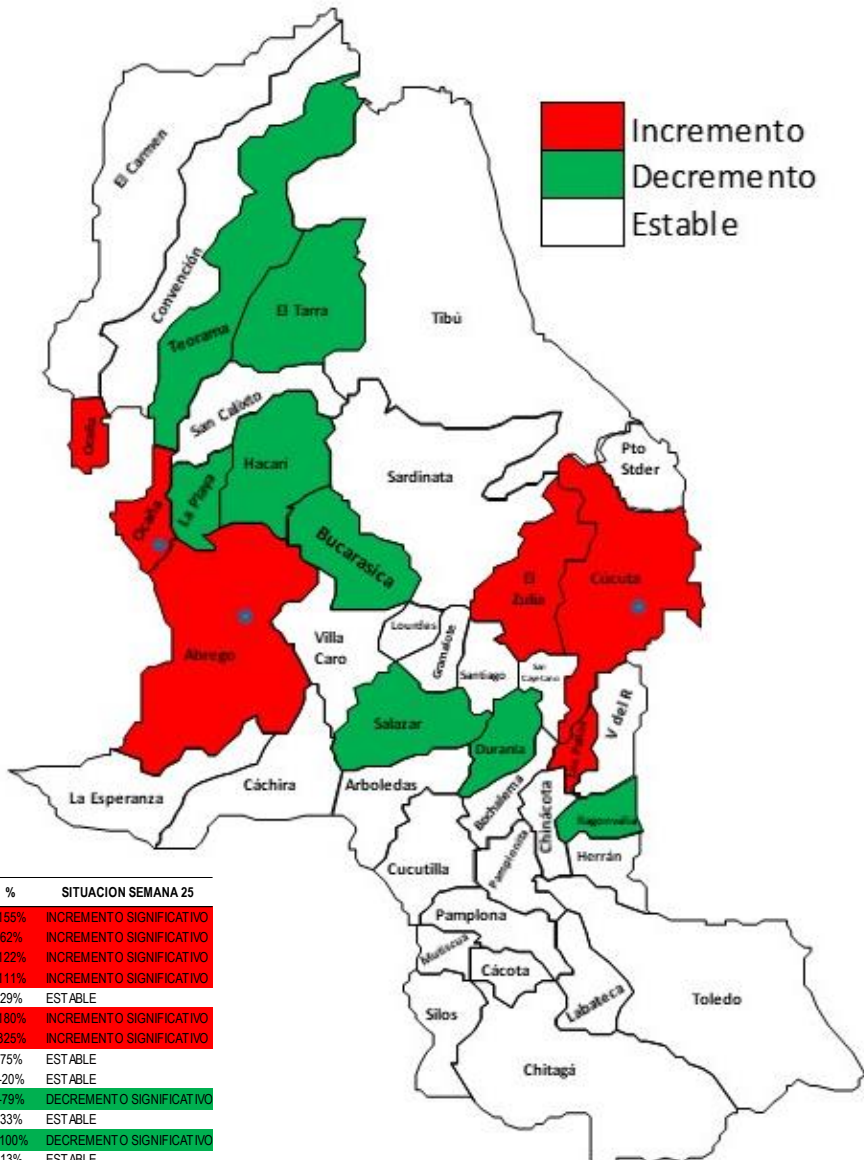 Incremento
Decremento
Estable
El Carmen
Convención
Teorama
El Tarra
Tibú
San Calixto
Ocaña
Pto
Stder
Hacari
Sardinata
La Playa
Ocaña
Bucarasica
El
Zulia
Cúcuta
Abrego
Villa
Caro
Lourdes
Gramalote
Santiago
San
Cayetano
V del R
Salazar
Durania
La Esperanza
Cáchira
Arboledas
Bochalema
Chinácota
Ragonvalia
Herrán
Cucutilla
Pamplonita
Pamplona
Mutiscua
Cácota
Labateca
Toledo
Silos
Chitagá
% SITUACION SEMANA 25
155% INCREMENTO SIGNIFICATIVO
62% INCREMENTO SIGNIFICATIVO
122% INCREMENTO SIGNIFICATIVO
111% INCREMENTO SIGNIFICATIVO
29% ESTABLE
180% INCREMENTO SIGNIFICATIVO
325% INCREMENTO SIGNIFICATIVO
75% ESTABLE
-20% ESTABLE
-79% DECREMENTO SIGNIFICATIVO
33% ESTABLE
100% DECREMENTO SIGNIFICATIVO
13% ESTABLE